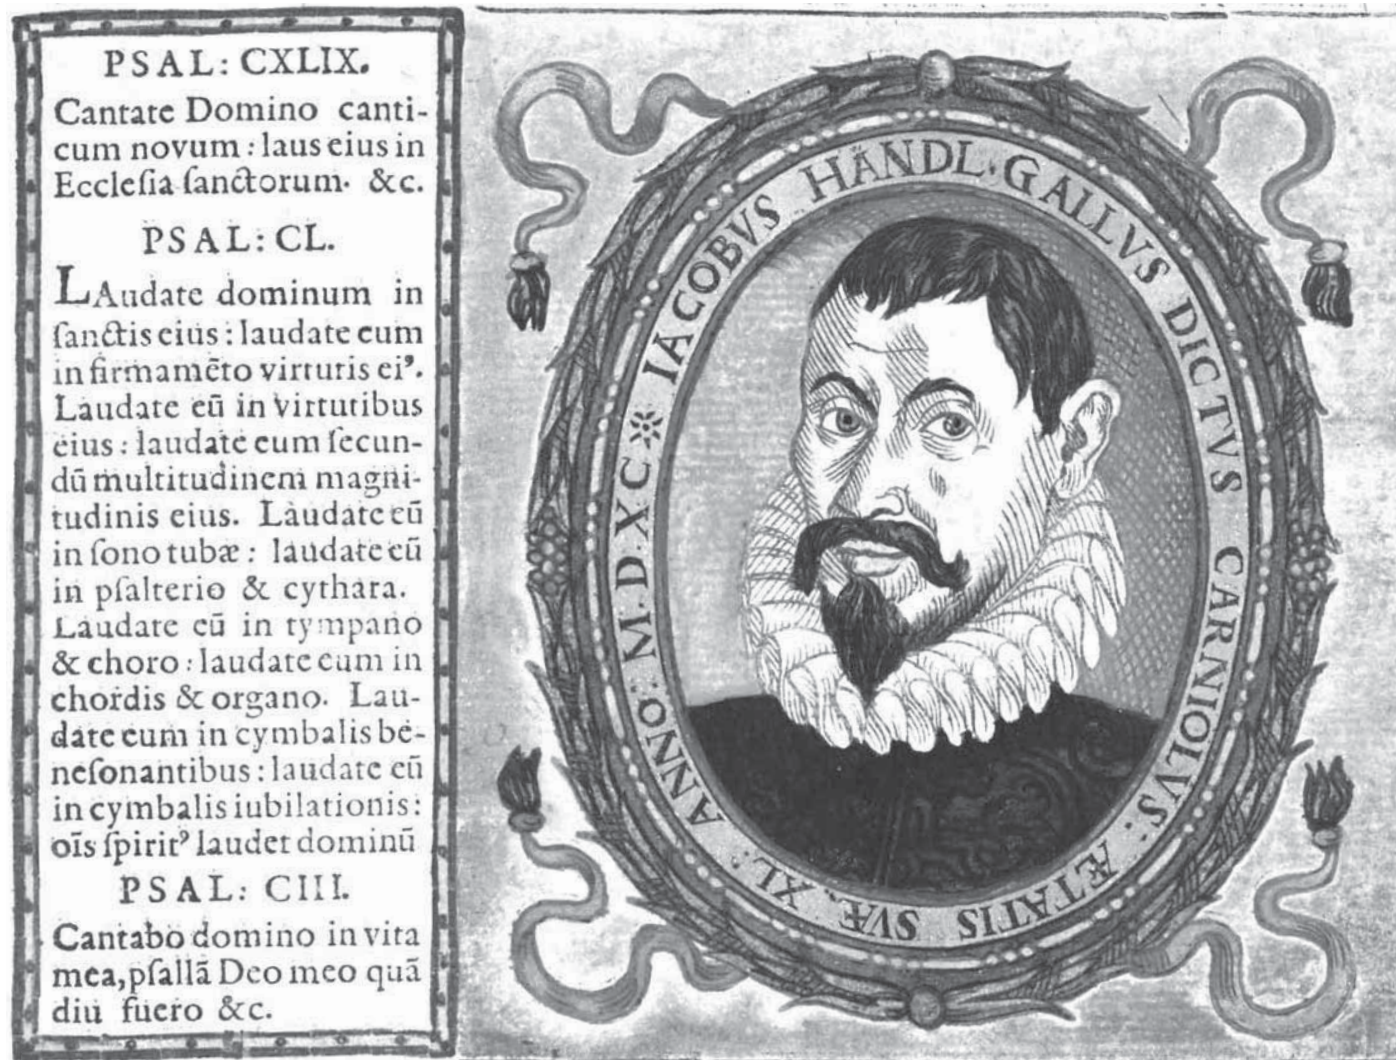 PSAL: CXLIX.
Cantate Domino canti-
cum novum : laus eius in
Ecclesia sanctorum. &c.
PSAL: CL.
LAudate dominum in
sanctis eius : laudate eum
in firmamẽto virtutis ei⁹.
Laudate eũ in virtutibus
eius : laudate eum secun-
dũ multitudinem magni-
tudinis eius. Laudate eũ
in sono tubæ : laudate eũ
in psalterio & cythara.
Laudate eũ in tympano
& choro : laudate eum in
chordis & organo. Lau-
date eum in cymbalis be-
nesonantibus : laudate eũ
in cymbalis iubilationis :
oĩs spirit⁹ laudet dominũ
PSAL: CIII.
Cantabo domino in vita
mea, psallã Deo meo quã
diu fuero &c.
IACOBVS HÄNDL · GALLVS DICTVS CARNIOLVS : ÆTATIS SVÆ, XL : ANNO : M.D.XC